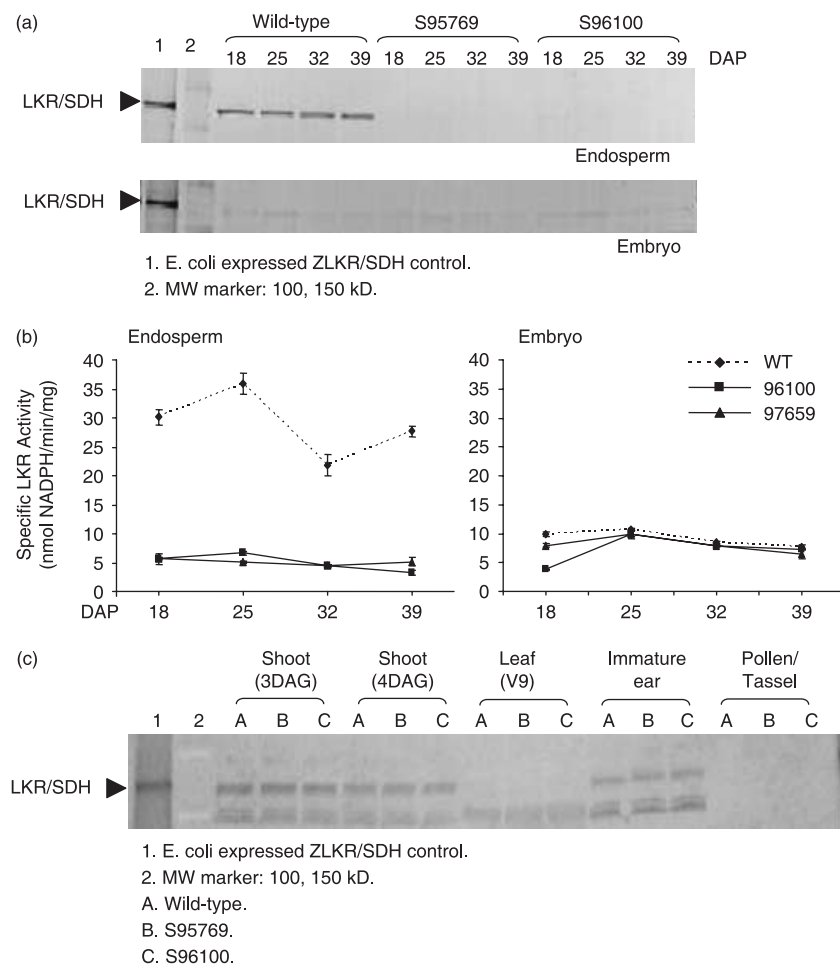 (a)
Wild-type S95769 S96100
1 2 18 25 32 39 18 25 32 39 18 25 32 39 DAP
LKR/SDH
Endosperm
LKR/SDH
Embryo
1. E. coli expressed ZLKR/SDH control.
2. MW marker: 100, 150 kD.
(b)
Endosperm
Embryo
Specific LKR Activity
(nmol NADPH/min/mg)
40
35
30
25
20
15
10
5
0
DAP 18 25 32 39
40
35
30
25
20
15
10
5
0
18 25 32 39
WT
96100
97659
(c)
Shoot (3DAG) Shoot (4DAG) Leaf (V9) Immature ear Pollen/ Tassel
1 2 A B C A B C A B C A B C A B C
LKR/SDH
1. E. coli expressed ZLKR/SDH control.
2. MW marker: 100, 150 kD.
A. Wild-type.
B. S95769.
C. S96100.